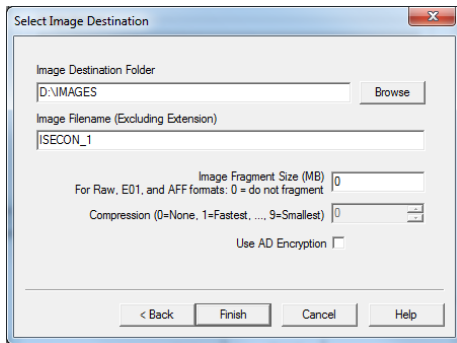 Select Image Destination
Image Destination Folder
D:\IMAGES
Browse
Image Filename (Excluding Extension)
ISECON_1
Image Fragment Size (MB)
For Raw, E01, and AFF formats: 0 = do not fragment
0
Compression (0=None, 1=Fastest, ..., 9=Smallest)
0
Use AD Encryption
< Back
Finish
Cancel
Help